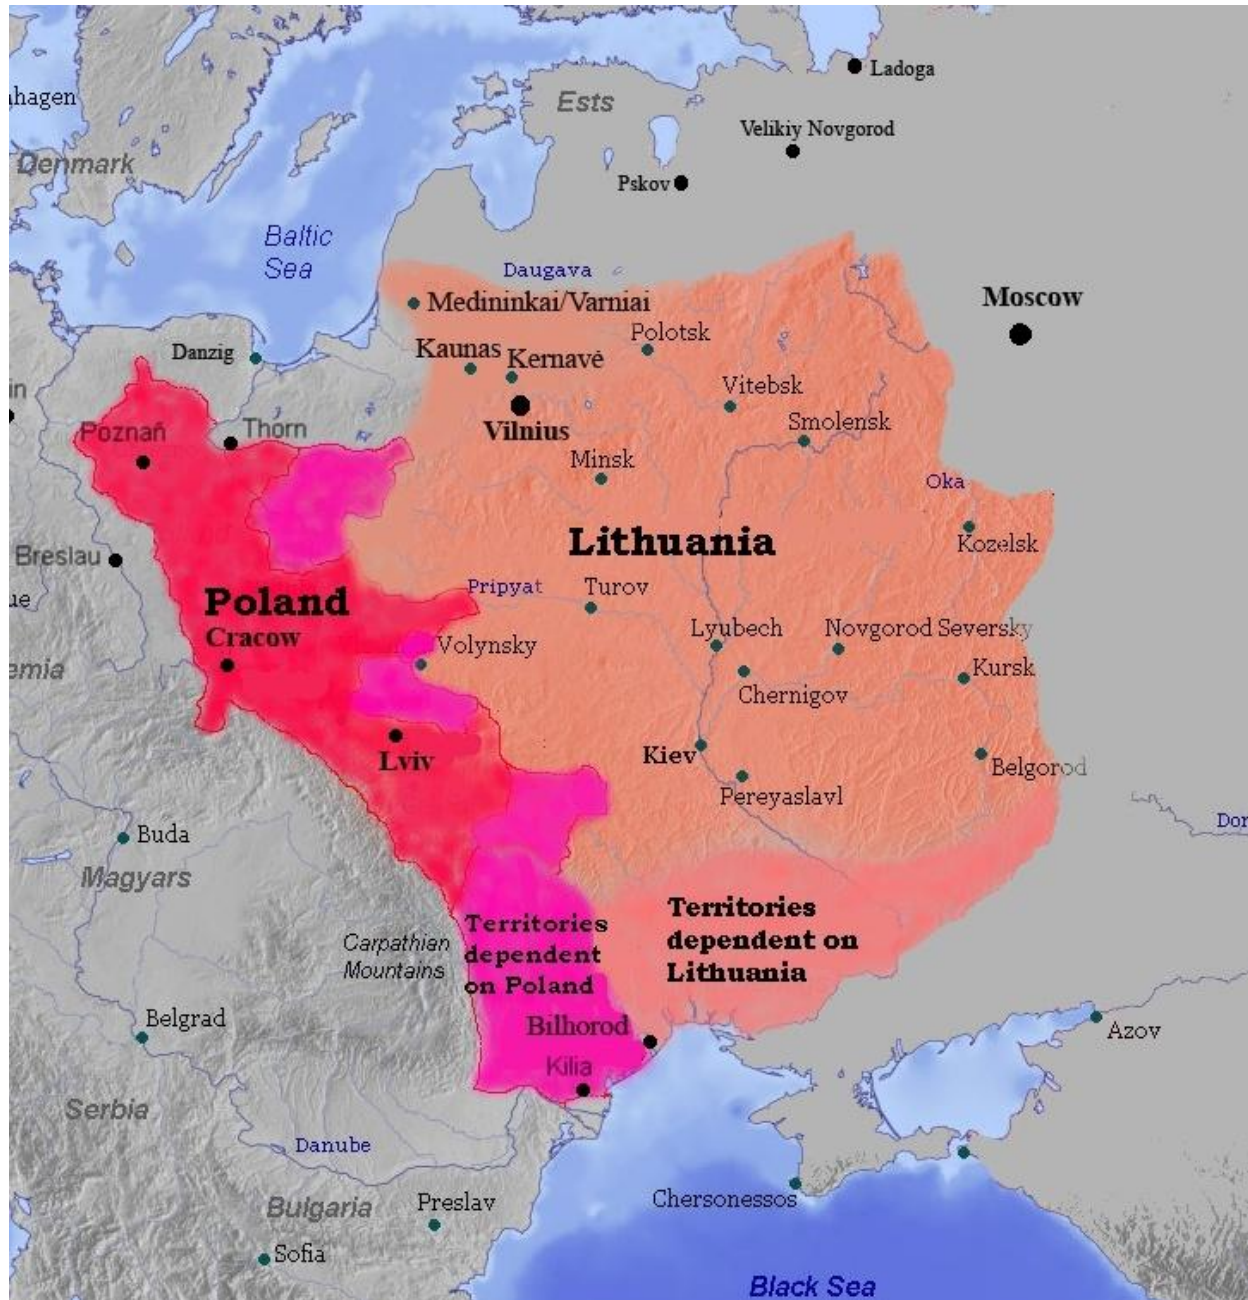 Ladoga
nhagen
Ests
Velikiy Novgorod
Denmark
Pskov
Baltic
Sea
Daugava
Medininkai/Varniai
Moscow
Polotsk
Danzig
Kaunas
Kernavė
in
Vitebsk
Smolensk
Poznań
Thorn
Vilnius
Minsk
Oka
Lithuania
Kozelsk
Breslau
Pripyat
Turov
ue
Poland
Cracow
Lyubech
Novgorod Seversky
Volynsky
emia
Kursk
Chernigov
Lviv
Kiev
Belgorod
Pereyaslavl
Don
Buda
Magyars
Territories
dependent on
Lithuania
Territories
dependent
on Poland
Carpathian
Mountains
Belgrad
Bilhorod
Azov
Kilia
Serbia
Danube
Chersonessos
Bulgaria
Preslav
Sofia
Black Sea